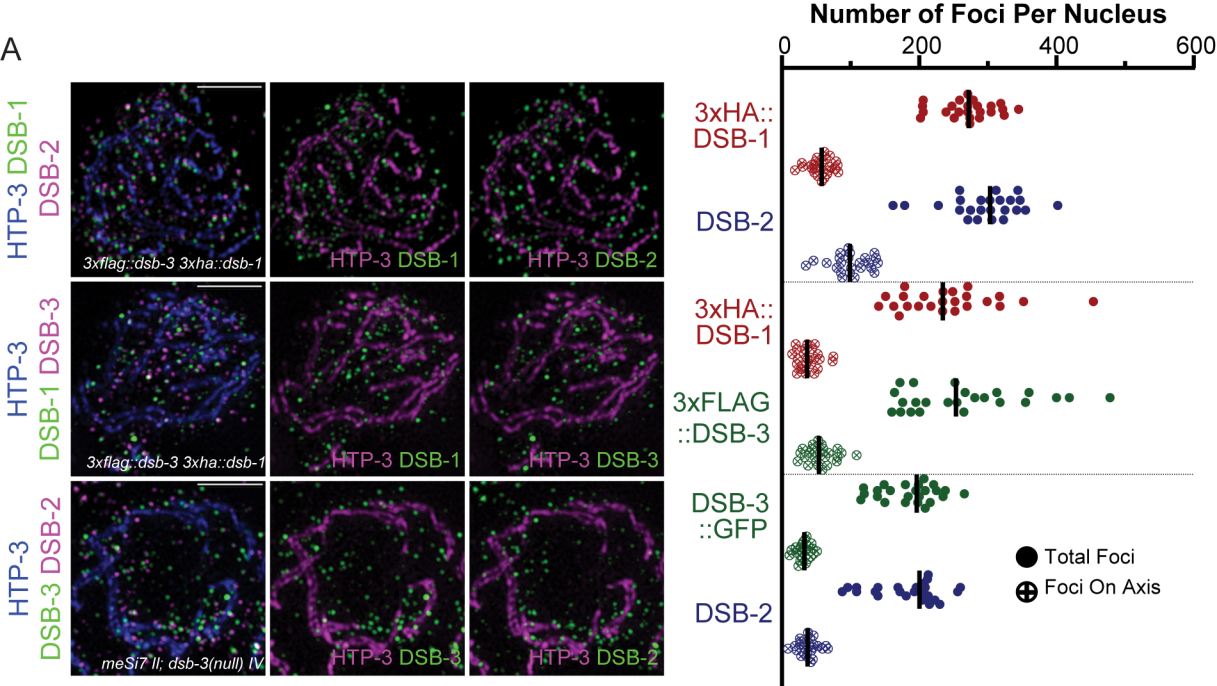 A
HTP-3 DSB-1
DSB-2
3xflag::dsb-3 3xha::dsb-1
HTP-3 DSB-1
HTP-3 DSB-2
HTP-3
DSB-1 DSB-3
3xflag::dsb-3 3xha::dsb-1
HTP-3 DSB-1
HTP-3 DSB-3
HTP-3
DSB-3 DSB-2
meSi7 II; dsb-3(null) IV
HTP-3 DSB-3
HTP-3 DSB-2
Number of Foci Per Nucleus
0 200 400 600
3xHA::
DSB-1
DSB-2
3xHA::
DSB-1
3xFLAG
::DSB-3
DSB-3
::GFP
DSB-2
Total Foci
Foci On Axis